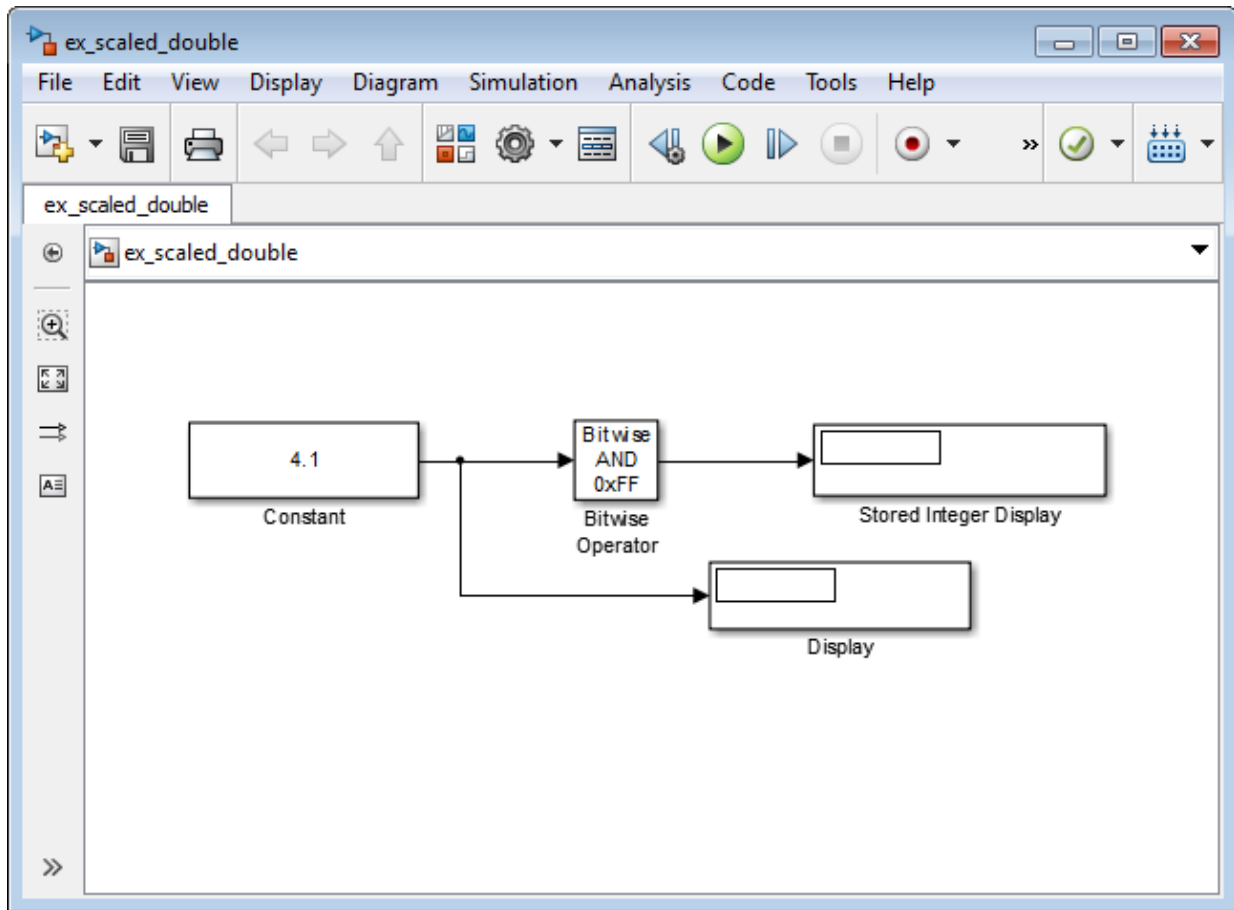 ex_scaled_double
File Edit View Display Diagram Simulation Analysis Code Tools Help
ex_scaled_double
ex_scaled_double
4.1
Constant
Bitwise
AND
0xFF
Bitwise
Operator
Stored Integer Display
Display